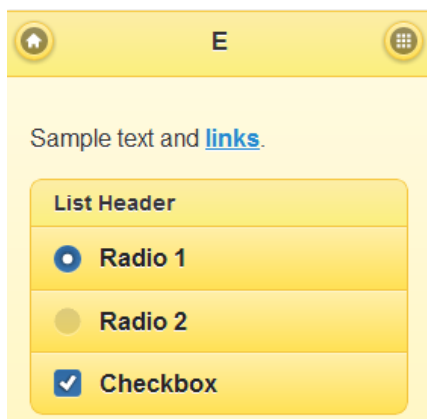 E
Sample text and links.
List Header
Radio 1
Radio 2
Checkbox